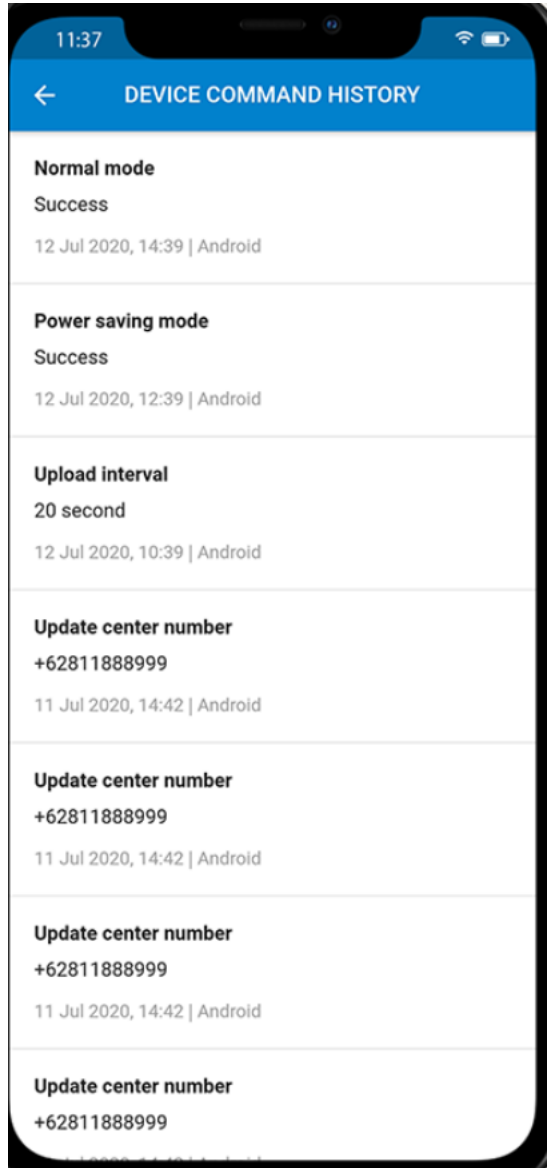 11:37
DEVICE COMMAND HISTORY
Normal mode
Success
12 Jul 2020, 14:39 | Android
Power saving mode
Success
12 Jul 2020, 12:39 | Android
Upload interval
20 second
12 Jul 2020, 10:39 | Android
Update center number
+62811888999
11 Jul 2020, 14:42 | Android
Update center number
+62811888999
11 Jul 2020, 14:42 | Android
Update center number
+62811888999
11 Jul 2020, 14:42 | Android
Update center number
+62811888999